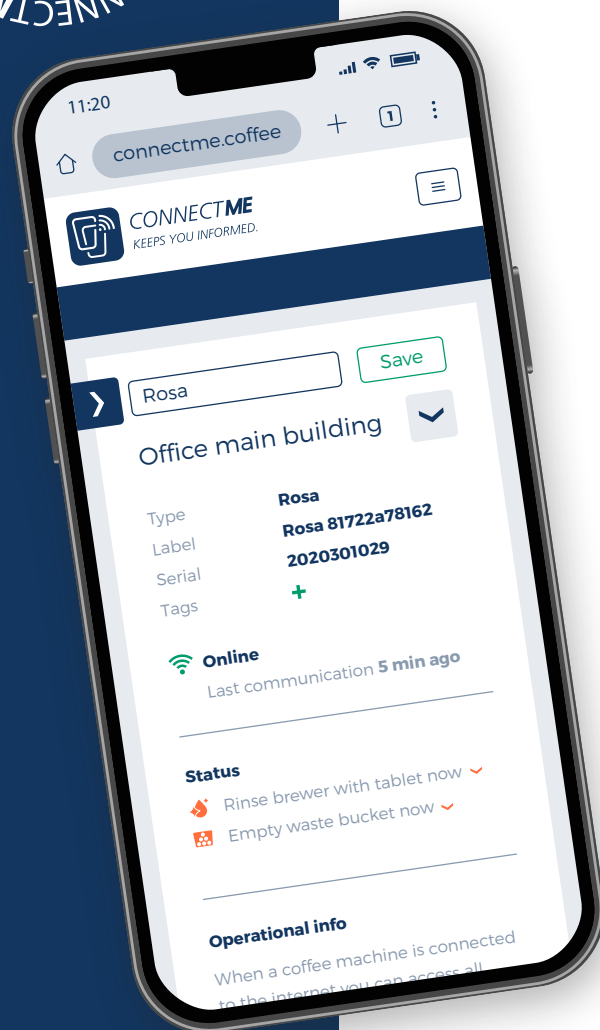 11:20
connectme.coffee
1
CONNECTME
KEEPS YOU INFORMED.
Rosa
Save
Office main building
Type Rosa
Label Rosa 81722a78162
Serial 2020301029
Tags +
Online
Last communication 5 min ago
Status
Rinse brewer with tablet now
Empty waste bucket now
Operational info
When a coffee machine is connected
to the internet you can access all